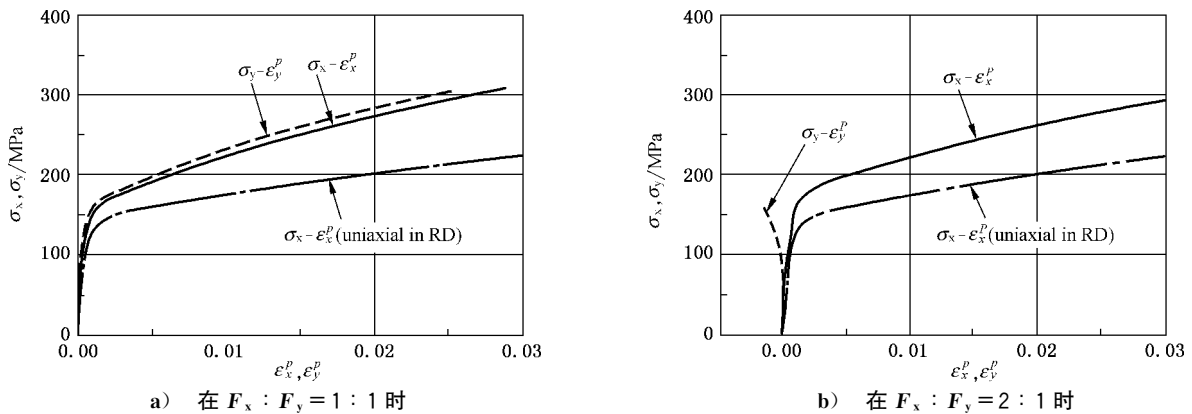 400
300
200
100
0
σx,σy/MPa
σy-εyᵖ
σx-εxᵖ
σx-εxᵖ(uniaxial in RD)
0.00 0.01 0.02 0.03
εxᵖ,εyᵖ
a) 在 Fx:Fy=1:1 时
400
300
200
100
0
σx,σy/MPa
σx-εxᵖ
σy-εyᵖ
σx-εxᵖ(uniaxial in RD)
0.00 0.01 0.02 0.03
εxᵖ,εyᵖ
b) 在 Fx:Fy=2:1 时